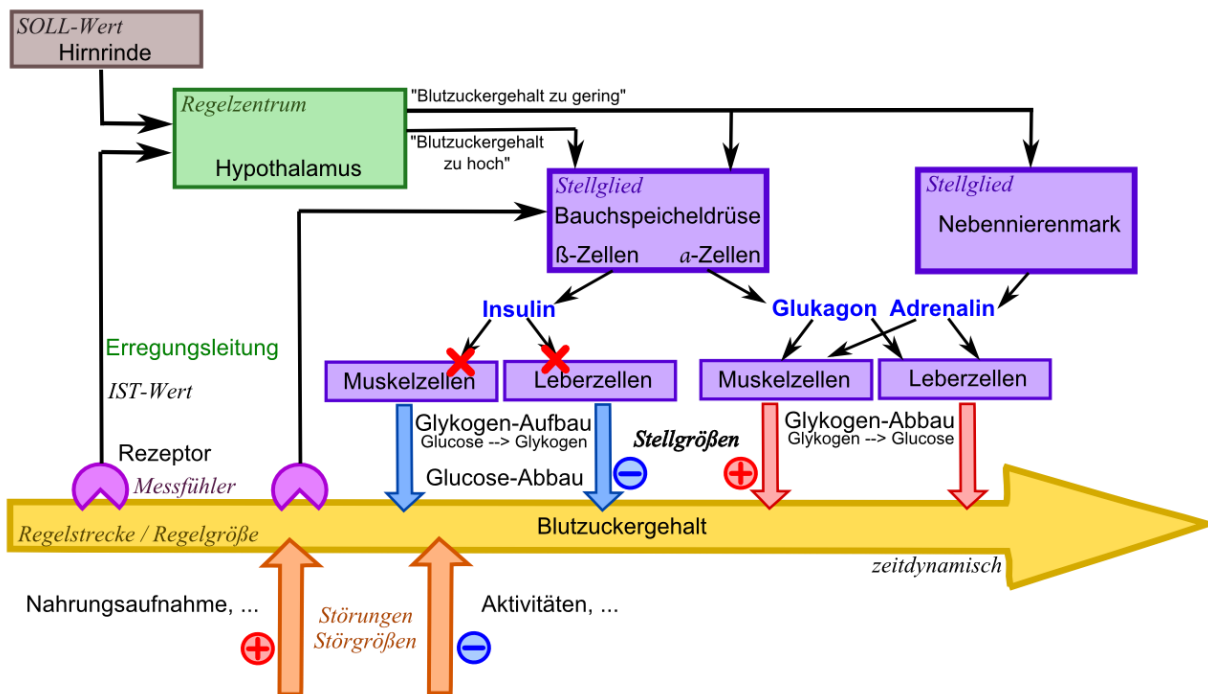 SOLL-Wert
Hirnrinde
Regelzentrum
Hypothalamus
"Blutzuckergehalt zu gering"
"Blutzuckergehalt
zu hoch"
Stellglied
Bauchspeicheldrüse
ß-Zellen
a-Zellen
Stellglied
Nebennierenmark
Insulin
Glukagon
Adrenalin
Erregungsleitung
IST-Wert
Muskelzellen
Leberzellen
Muskelzellen
Leberzellen
Glykogen-Aufbau
Glucose --> Glykogen
Glucose-Abbau
Stellgrößen
Glykogen-Abbau
Glykogen --> Glucose
Rezeptor
Messfühler
Regelstrecke / Regelgröße
Blutzuckergehalt
zeitdynamisch
Nahrungsaufnahme, ...
Störungen
Störgrößen
Aktivitäten, ...